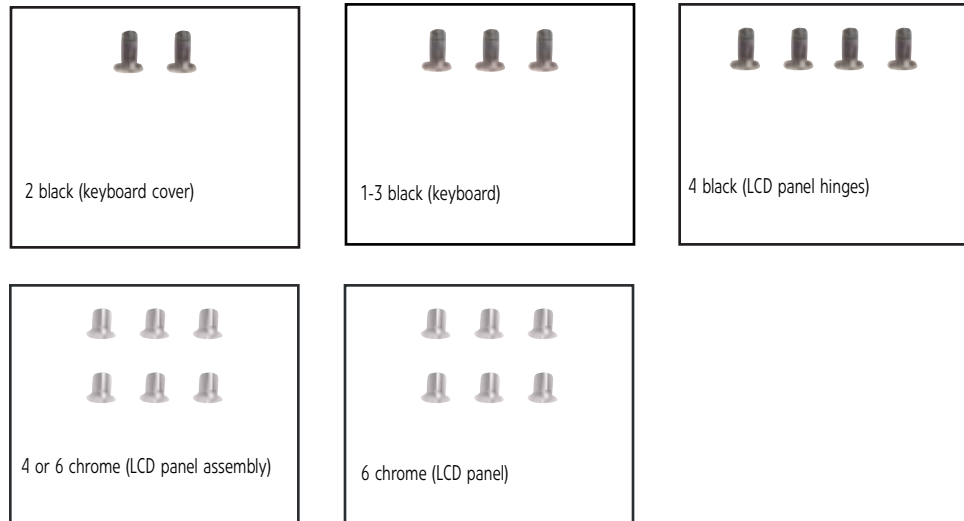 2 black (keyboard cover)
1-3 black (keyboard)
4 black (LCD panel hinges)
4 or 6 chrome (LCD panel assembly)
6 chrome (LCD panel)